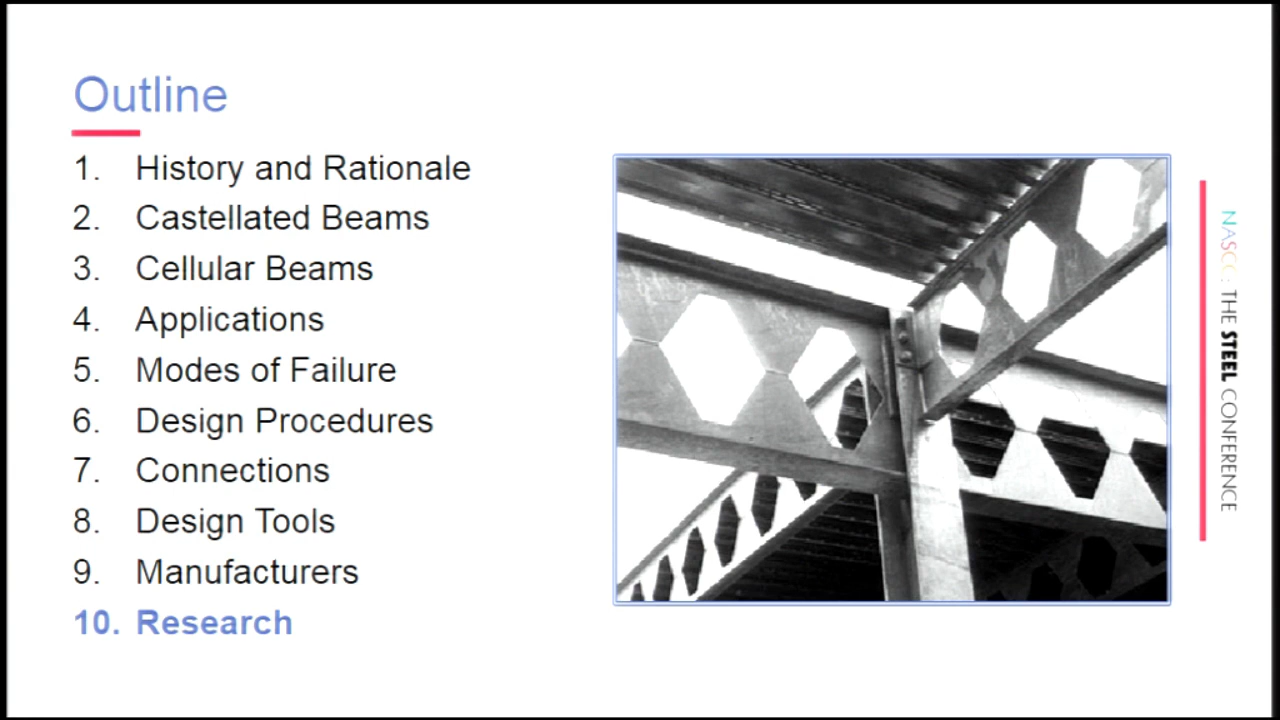 Outline
1. History and Rationale
2. Castellated Beams
3. Cellular Beams
4. Applications
5. Modes of Failure
6. Design Procedures
7. Connections
8. Design Tools
9. Manufacturers
10. Research
NASCC: THE STEEL CONFERENCE